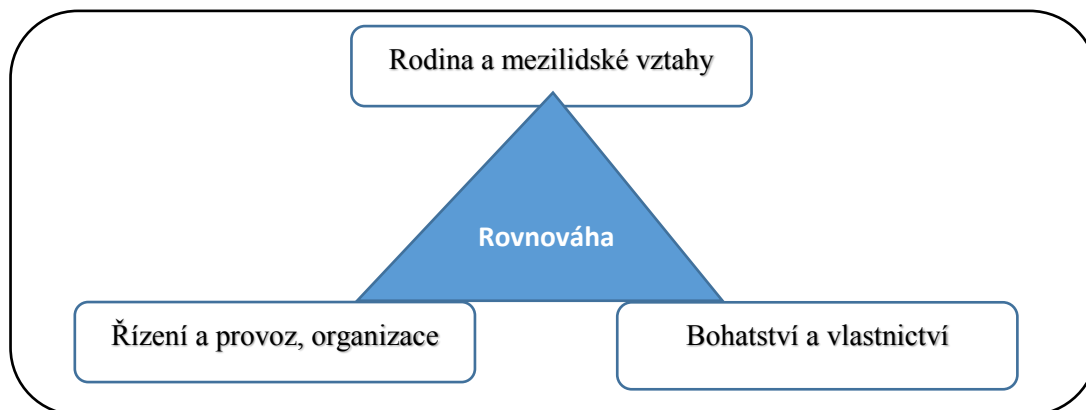 Rodina a mezilidské vztahy
Rovnováha
Řízení a provoz, organizace
Bohatství a vlastnictví